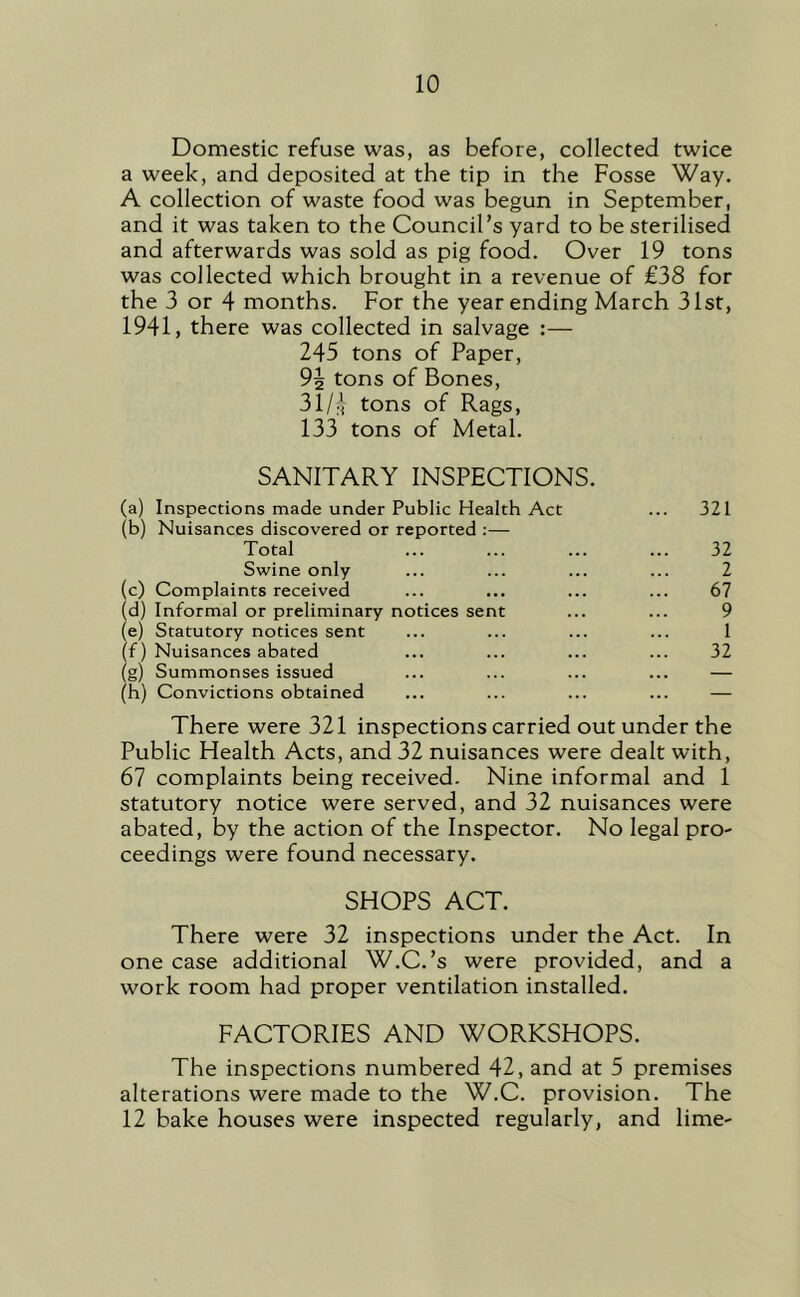 10
Domestic refuse was, as before, collected twice
a week, and deposited at the tip in the Fosse Way.
A collection of waste food was begun in September,
and it was taken to the Council's yard to be sterilised
and afterwards was sold as pig food. Over 19 tons
was collected which brought in a revenue of £38 for
the 3 or 4 months. For the year ending March 31st,
1941, there was collected in salvage :—
245 tons of Paper,
9½ tons of Bones,
tons of Rags,
133 tons of Metal.
SANITARY INSPECTIONS.
(a) Inspections made under Public Health Act ... 321
(b) Nuisances discovered or reported :—
Total ... ... ... ... 32
Swine only ... ... ... ... 2
(c) Complaints received ... ... ... ... 67
(d) Informal or preliminary notices sent ... ... 9
(e) Statutory notices sent ... ... ... ... 1
(f) Nuisances abated ... ... ... ... 32
(g) Summonses issued ... ... ... ... —
(h) Convictions obtained ... ... ... ... —
There were 321 inspections carried out under the
Public Health Acts, and 32 nuisances were dealt with,
67 complaints being received. Nine informal and 1
statutory notice were served, and 32 nuisances were
abated, by the action of the Inspector. No legal pro-
ceedings were found necessary.
SHOPS ACT.
There were 32 inspections under the Act. In
one case additional W.C.'s were provided, and a
work room had proper ventilation installed.
FACTORIES AND WORKSHOPS.
The inspections numbered 42, and at 5 premises
alterations were made to the W.C. provision. The
12 bake houses were inspected regularly, and lime-